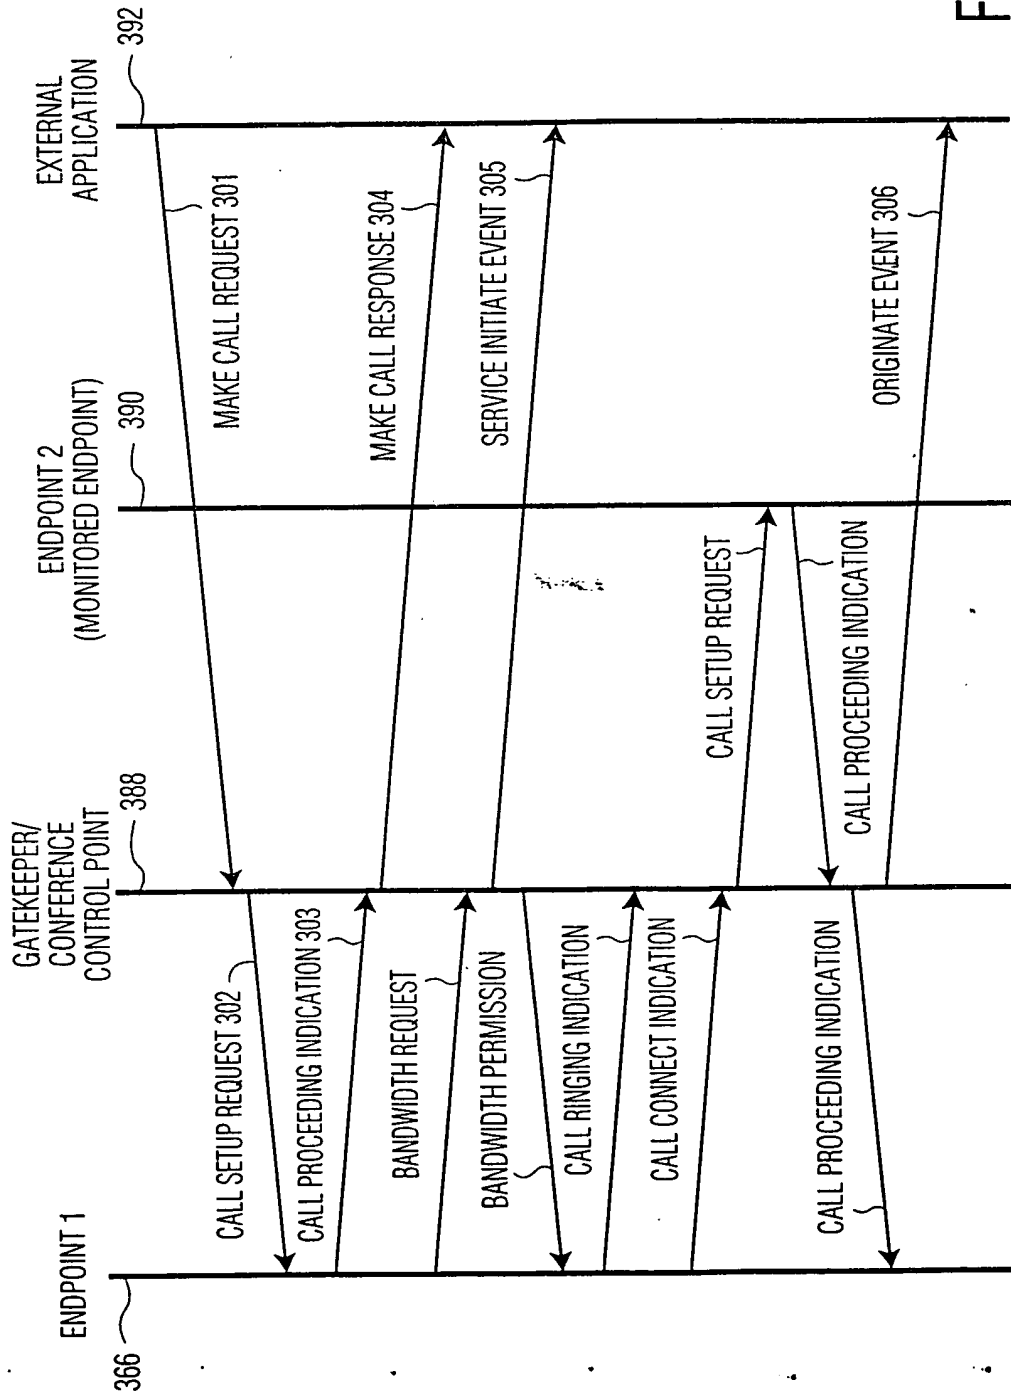 ENDPOINT 1
366
GATEKEEPER/
CONFERENCE
CONTROL POINT
388
ENDPOINT 2
(MONITORED ENDPOINT)
390
EXTERNAL
APPLICATION
392
MAKE CALL REQUEST 301
CALL SETUP REQUEST 302
CALL PROCEEDING INDICATION 303
MAKE CALL RESPONSE 304
BANDWIDTH REQUEST
SERVICE INITIATE EVENT 305
BANDWIDTH PERMISSION
CALL RINGING INDICATION
CALL CONNECT INDICATION
CALL SETUP REQUEST
CALL PROCEEDING INDICATION
CALL PROCEEDING INDICATION
ORIGINATE EVENT 306